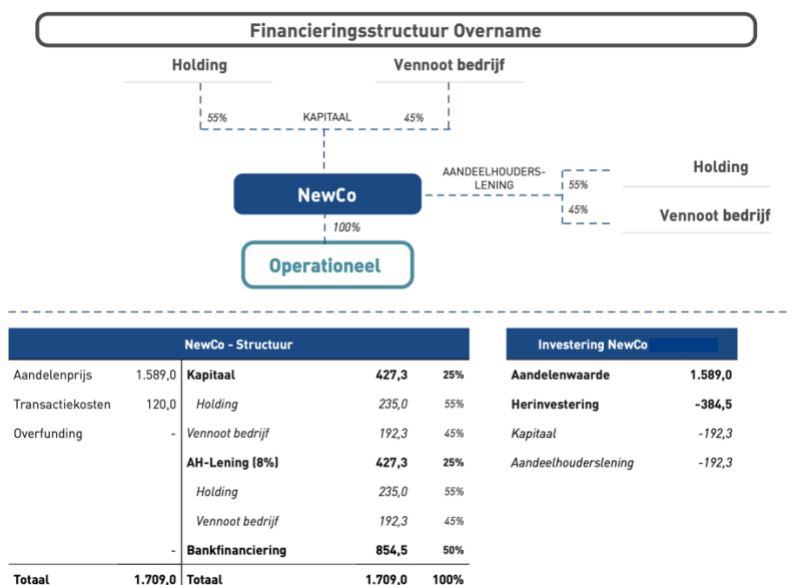 Financieringsstructuur Overname
Holding
Vennoot bedrijf
55%
KAPITAAL
45%
NewCo
AANDEELHOUDERS-
LENING
55%
45%
Holding
Vennoot bedrijf
100%
Operationeel
NewCo - Structuur
Aandelenprijs 1.589,0 Kapitaal 427,3 25%
Transactiekosten 120,0 Holding 235,0 55%
Overfunding - Vennoot bedrijf 192,3 45%
AH-Lening (8%) 427,3 25%
Holding 235,0 55%
Vennoot bedrijf 192,3 45%
- Bankfinanciering 854,5 50%
Totaal 1.709,0 Totaal 1.709,0 100%
Investering NewCo
Aandelenwaarde 1.589,0
Herinvestering -384,5
Kapitaal -192,3
Aandeelhouderslening -192,3